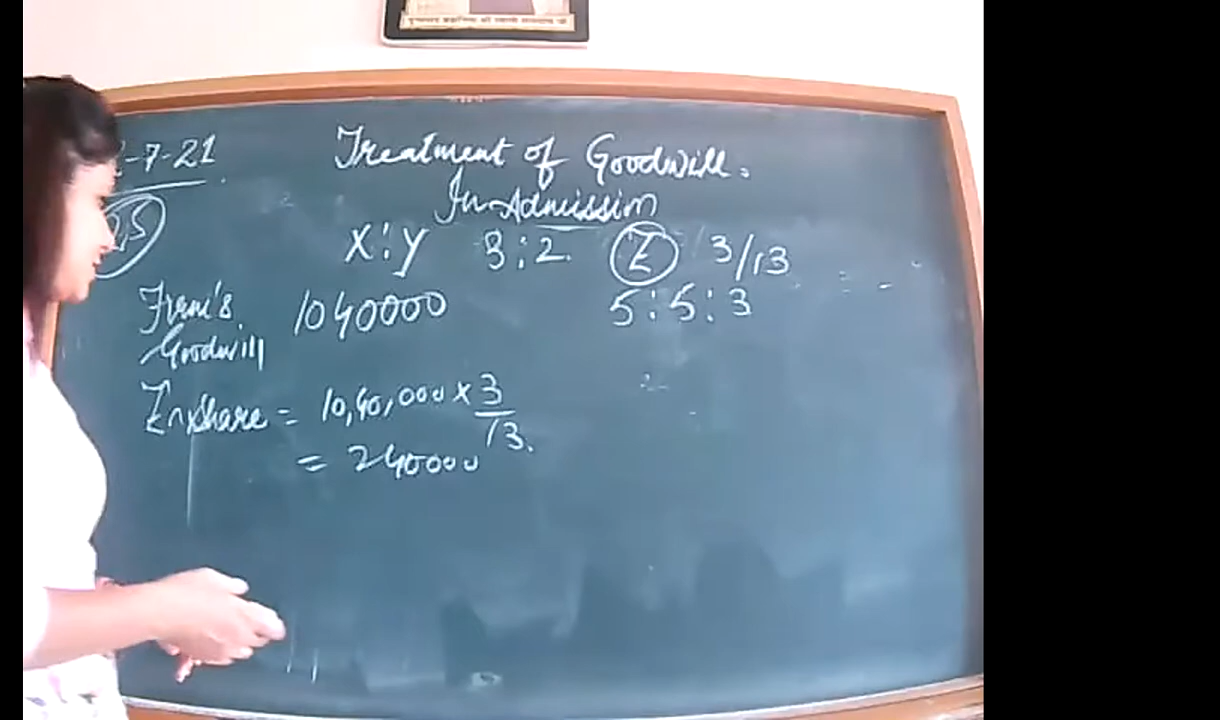 -7-21
Treatment of Goodwill.
In Admission
X:Y 3:2. Z 3/13
5:5:3
Firm's 1040000
Goodwill
Z's share = 10,40,000 x 3/13.
= 240000